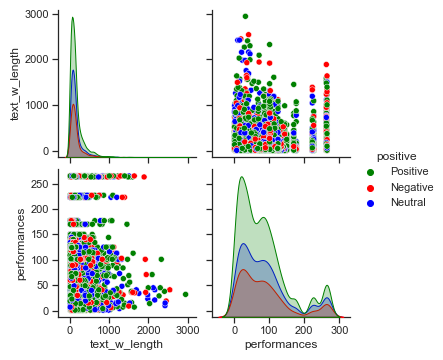 3000
2000
1000
0
text_w_length
250
200
150
100
50
0
performances
0
1000
2000
3000
text_w_length
0
100
200
300
performances
positive
Positive
Negative
Neutral